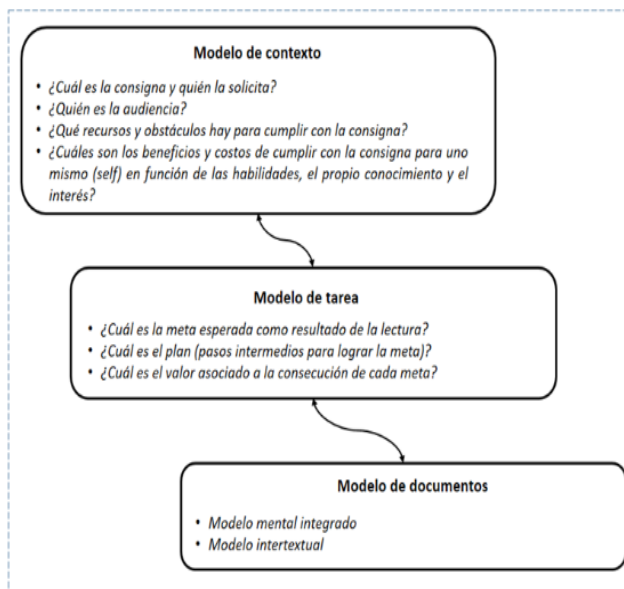 Modelo de contexto
• ¿Cuál es la consigna y quién la solicita?
• ¿Quién es la audiencia?
• ¿Qué recursos y obstáculos hay para cumplir con la consigna?
• ¿Cuáles son los beneficios y costos de cumplir con la consigna para uno
mismo (self) en función de las habilidades, el propio conocimiento y el
interés?
Modelo de tarea
• ¿Cuál es la meta esperada como resultado de la lectura?
• ¿Cuál es el plan (pasos intermedios para lograr la meta)?
• ¿Cuál es el valor asociado a la consecución de cada meta?
Modelo de documentos
• Modelo mental integrado
• Modelo intertextual